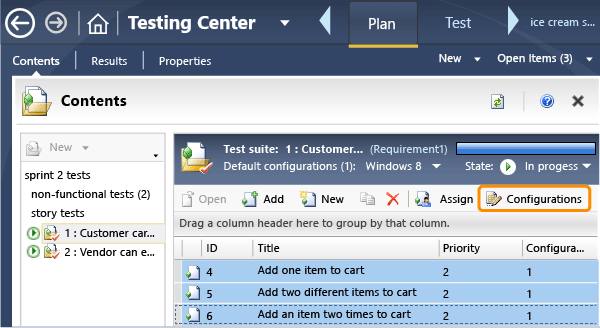 Testing Center Plan Test ice cream s...
Contents Results Properties New Open Items (3)
Contents
New
sprint 2 tests
non-functional tests (2)
story tests
1 : Customer car...
2 : Vendor can e...
Test suite: 1 : Customer... (Requirement1)
Default configurations (1): Windows 8 State: In progess
Open Add New Assign Configurations
Drag a column header here to group by that column.
ID Title Priority Configura...
4 Add one item to cart 2 1
5 Add two different items to cart 2 1
6 Add an item two times to cart 2 1